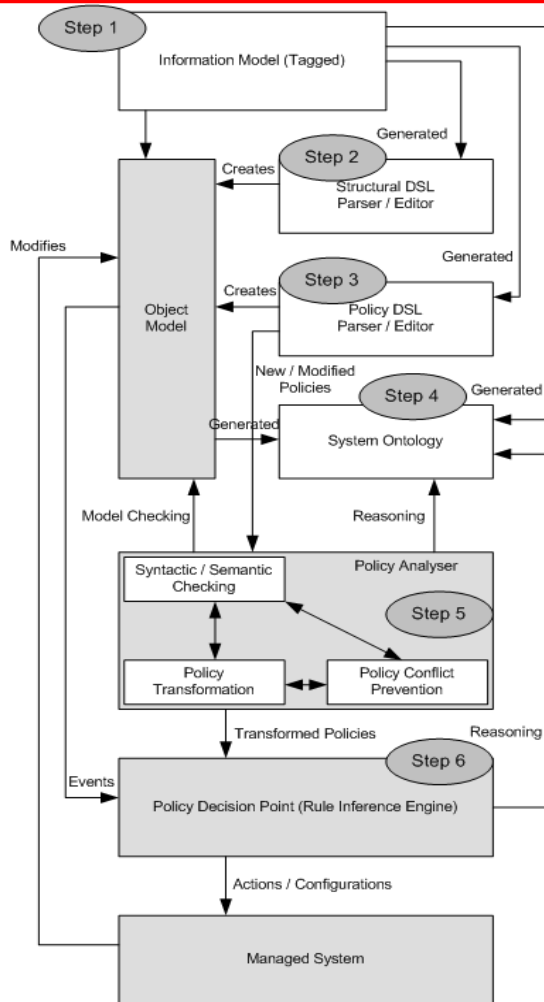 Step 1
Information Model (Tagged)
Generated
Step 2
Creates
Structural DSL
Parser / Editor
Modifies
Generated
Step 3
Creates
Policy DSL
Parser / Editor
Object
Model
New / Modified
Policies
Step 4
Generated
Generated
System Ontology
Model Checking
Reasoning
Syntactic / Semantic
Checking
Policy Analyser
Step 5
Policy
Transformation
Policy Conflict
Prevention
Transformed Policies
Reasoning
Step 6
Events
Policy Decision Point (Rule Inference Engine)
Actions / Configurations
Managed System